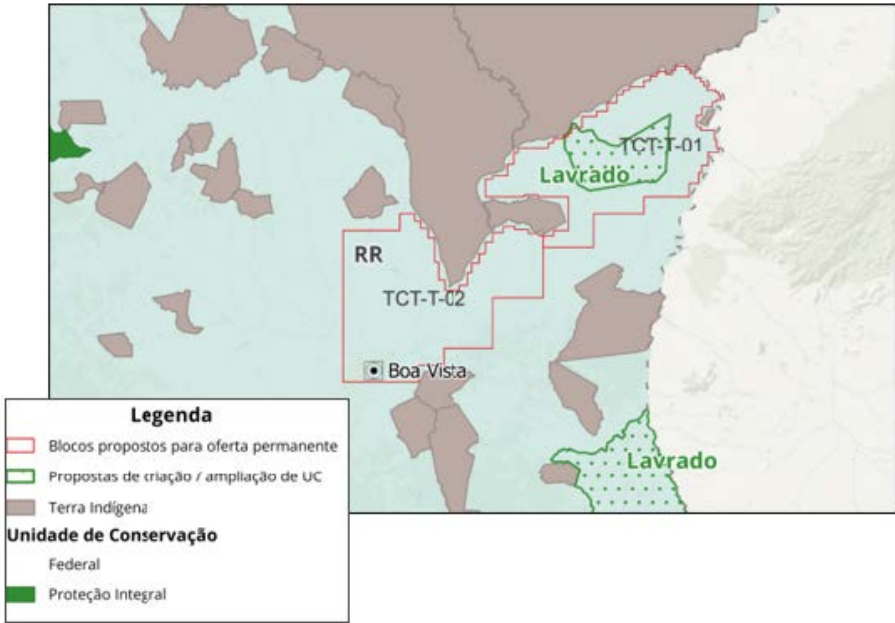 TCT-T-01
Lavrado
RR
TCT-T-02
Boa Vista
Lavrado
Legenda
Blocos propostos para oferta permanente
Propostas de criação / ampliação de UC
Terra Indígena
Unidade de Conservação
Federal
Proteção Integral